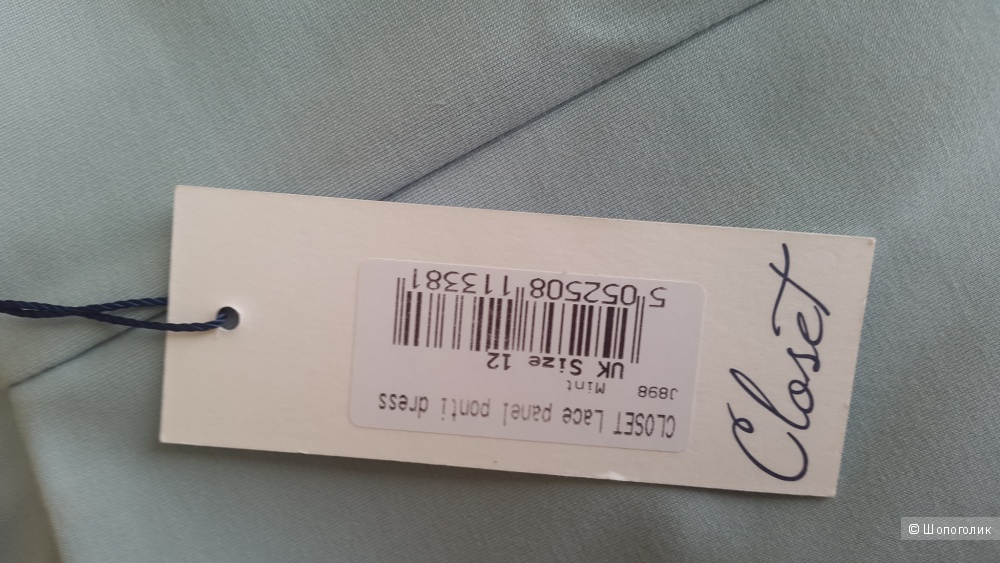 CLOSET Lace panel ponti dress
J898 Mint
UK Size 12
5 052508 113381
Closet
© Шопоголик